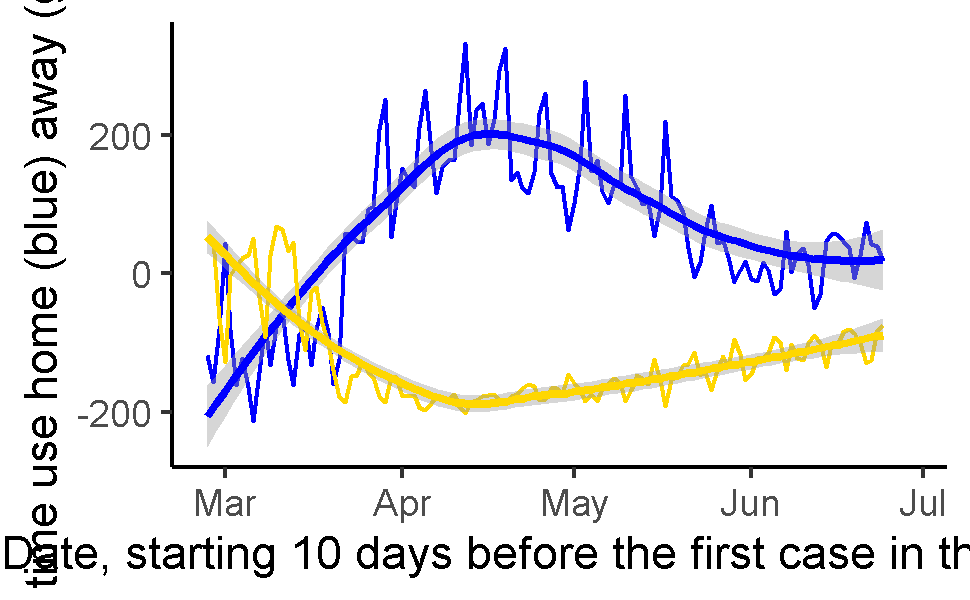 time use home (blue) away (
200
0
-200
Mar Apr May Jun Jul
Date, starting 10 days before the first case in th